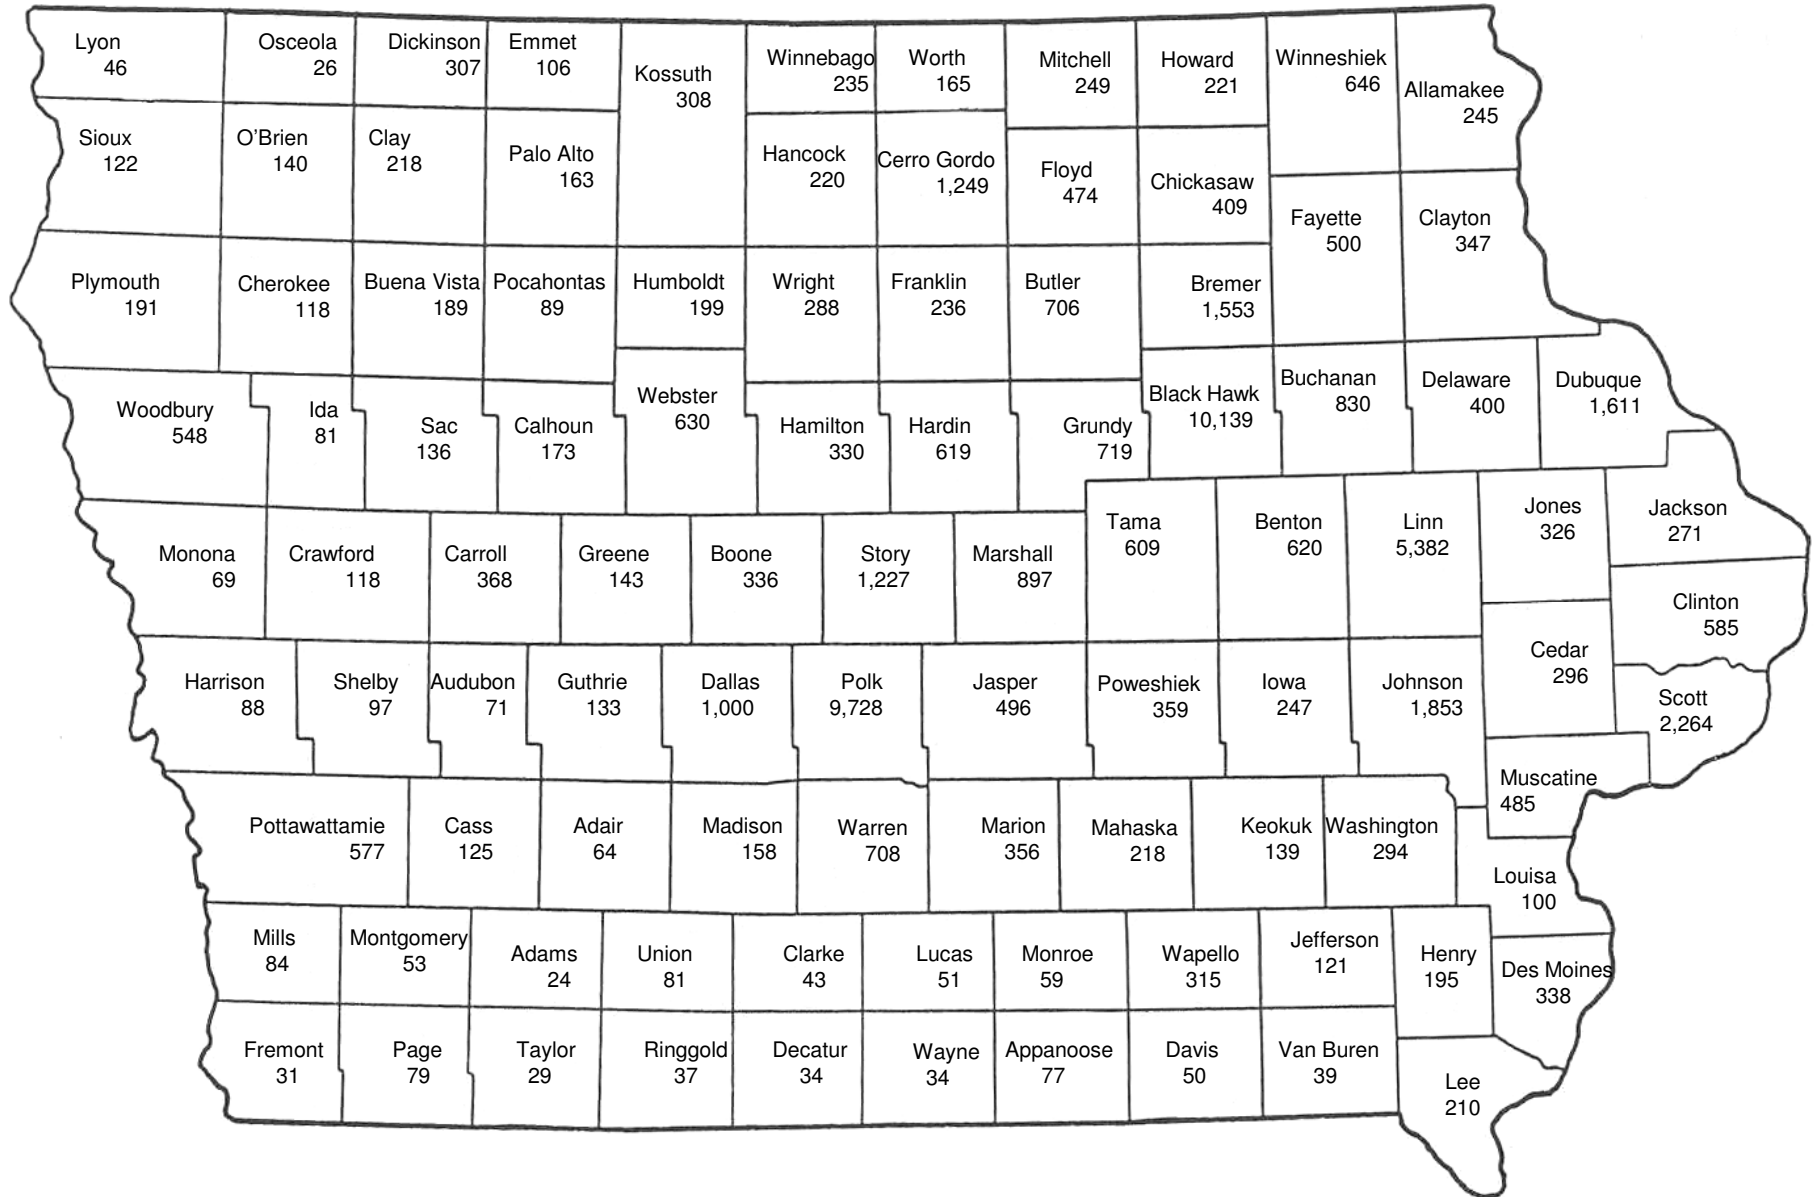 Lyon
46
Osceola
26
Dickinson
307
Emmet
106
Kossuth
308
Winnebago
235
Worth
165
Mitchell
249
Howard
221
Winneshiek
646
Allamakee
245
Sioux
122
O'Brien
140
Clay
218
Palo Alto
163
Hancock
220
Cerro Gordo
1,249
Floyd
474
Chickasaw
409
Fayette
500
Clayton
347
Plymouth
191
Cherokee
118
Buena Vista
189
Pocahontas
89
Humboldt
199
Wright
288
Franklin
236
Butler
706
Bremer
1,553
Woodbury
548
Ida
81
Sac
136
Calhoun
173
Webster
630
Hamilton
330
Hardin
619
Grundy
719
Black Hawk
10,139
Buchanan
830
Delaware
400
Dubuque
1,611
Monona
69
Crawford
118
Carroll
368
Greene
143
Boone
336
Story
1,227
Marshall
897
Tama
609
Benton
620
Linn
5,382
Jones
326
Jackson
271
Clinton
585
Harrison
88
Shelby
97
Audubon
71
Guthrie
133
Dallas
1,000
Polk
9,728
Jasper
496
Poweshiek
359
Iowa
247
Johnson
1,853
Cedar
296
Scott
2,264
Muscatine
485
Pottawattamie
577
Cass
125
Adair
64
Madison
158
Warren
708
Marion
356
Mahaska
218
Keokuk
139
Washington
294
Louisa
100
Mills
84
Montgomery
53
Adams
24
Union
81
Clarke
43
Lucas
51
Monroe
59
Wapello
315
Jefferson
121
Henry
195
Des Moines
338
Fremont
31
Page
79
Taylor
29
Ringgold
37
Decatur
34
Wayne
34
Appanoose
77
Davis
50
Van Buren
39
Lee
210